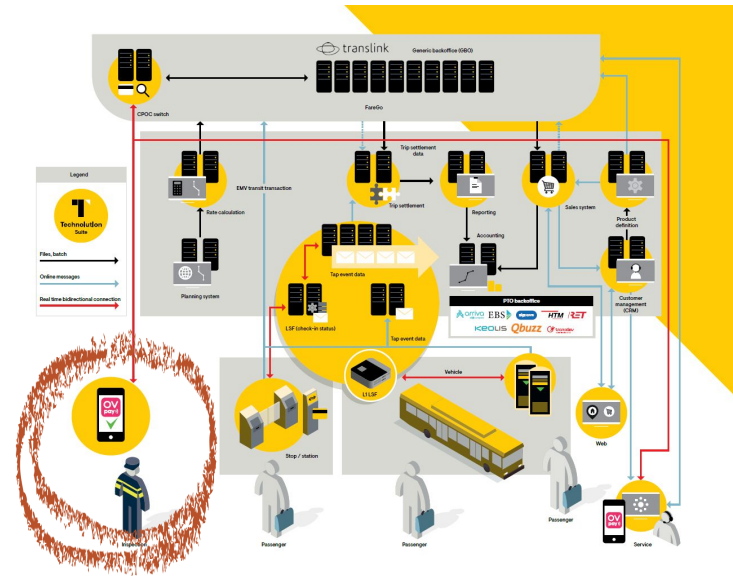 translink
Generic backoffice (GBO)
CPOC switch
FareGo
Legend
Technolution
Suite
Files, batch
Online messages
Real time bidirectional connection
Rate calculation
Planning system
EMV transit transaction
Trip settlement
data
Trip settlement
Reporting
Accounting
Sales system
Product
definition
Customer
management (CRM)
Tap event data
LSF (check-in status)
Tap event data
PTO backoffice
arriva
EBS
HTM
RET
KEOLIS
Qbuzz
transdev
L1 LSF
Vehicle
Stop / station
Web
OV
pay
Inspection
Passenger
Passenger
Passenger
OV
pay
Service